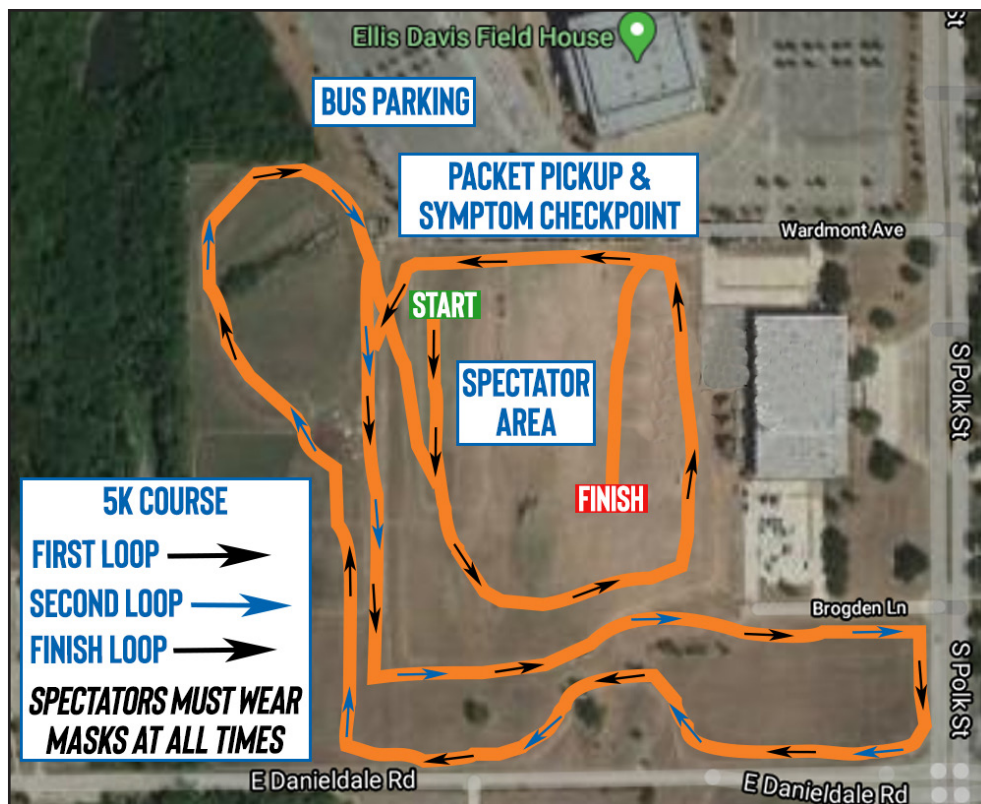 St
Ellis Davis Field House
BUS PARKING
PACKET PICKUP &
SYMPTOM CHECKPOINT
Wardmont Ave
START
SPECTATOR
AREA
S Polk St
FINISH
5K COURSE
FIRST LOOP
SECOND LOOP
FINISH LOOP
SPECTATORS MUST WEAR
MASKS AT ALL TIMES
Brogden Ln
S Polk St
E Danieldale Rd
E Danieldale Rd